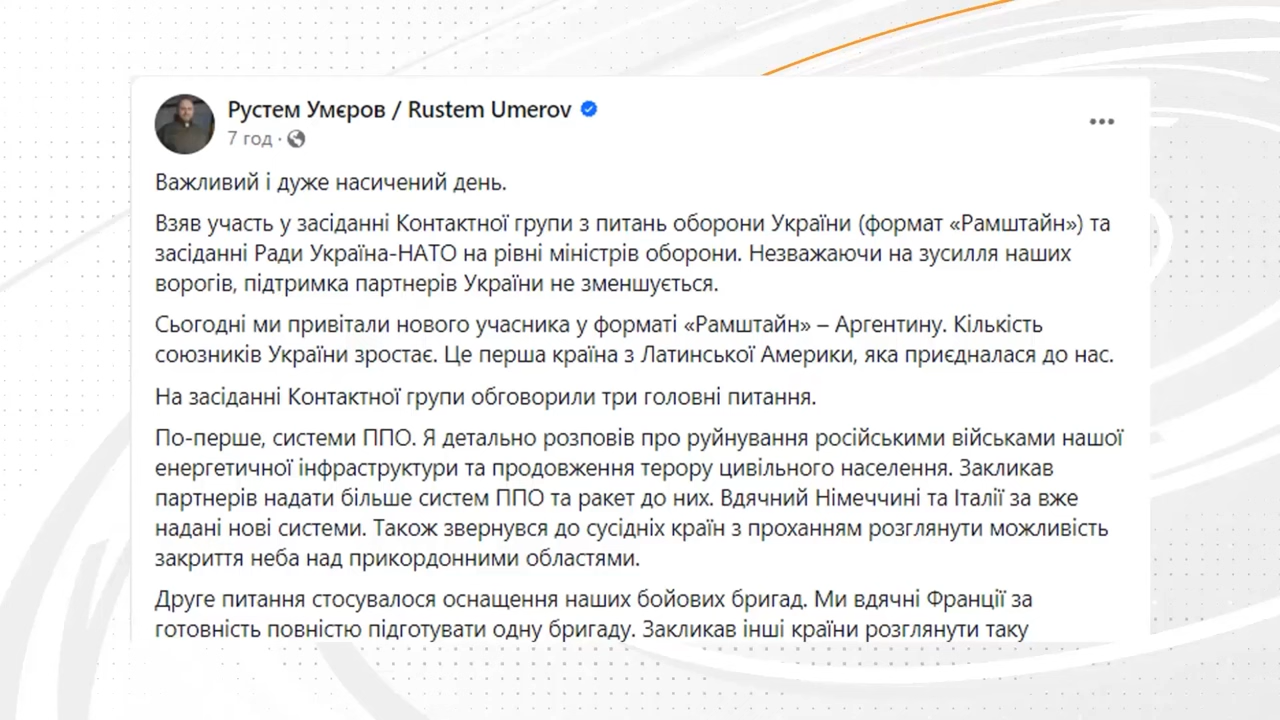 Рустем Умєров / Rustem Umerov
7 год ·
Важливий і дуже насичений день.
Взяв участь у засіданні Контактної групи з питань оборони України (формат «Рамштайн») та
засіданні Ради Україна-НАТО на рівні міністрів оборони. Незважаючи на зусилля наших
ворогів, підтримка партнерів України не зменшується.
Сьогодні ми привітали нового учасника у форматі «Рамштайн» – Аргентину. Кількість
союзників України зростає. Це перша країна з Латинської Америки, яка приєдналася до нас.
На засіданні Контактної групи обговорили три головні питання.
По-перше, системи ППО. Я детально розповів про руйнування російськими військами нашої
енергетичної інфраструктури та продовження терору цивільного населення. Закликав
партнерів надати більше систем ППО та ракет до них. Вдячний Німеччині та Італії за вже
надані нові системи. Також звернувся до сусідніх країн з проханням розглянути можливість
закриття неба над прикордонними областями.
Друге питання стосувалося оснащення наших бойових бригад. Ми вдячні Франції за
готовність повністю підготувати одну бригаду. Закликав інші країни розглянути таку